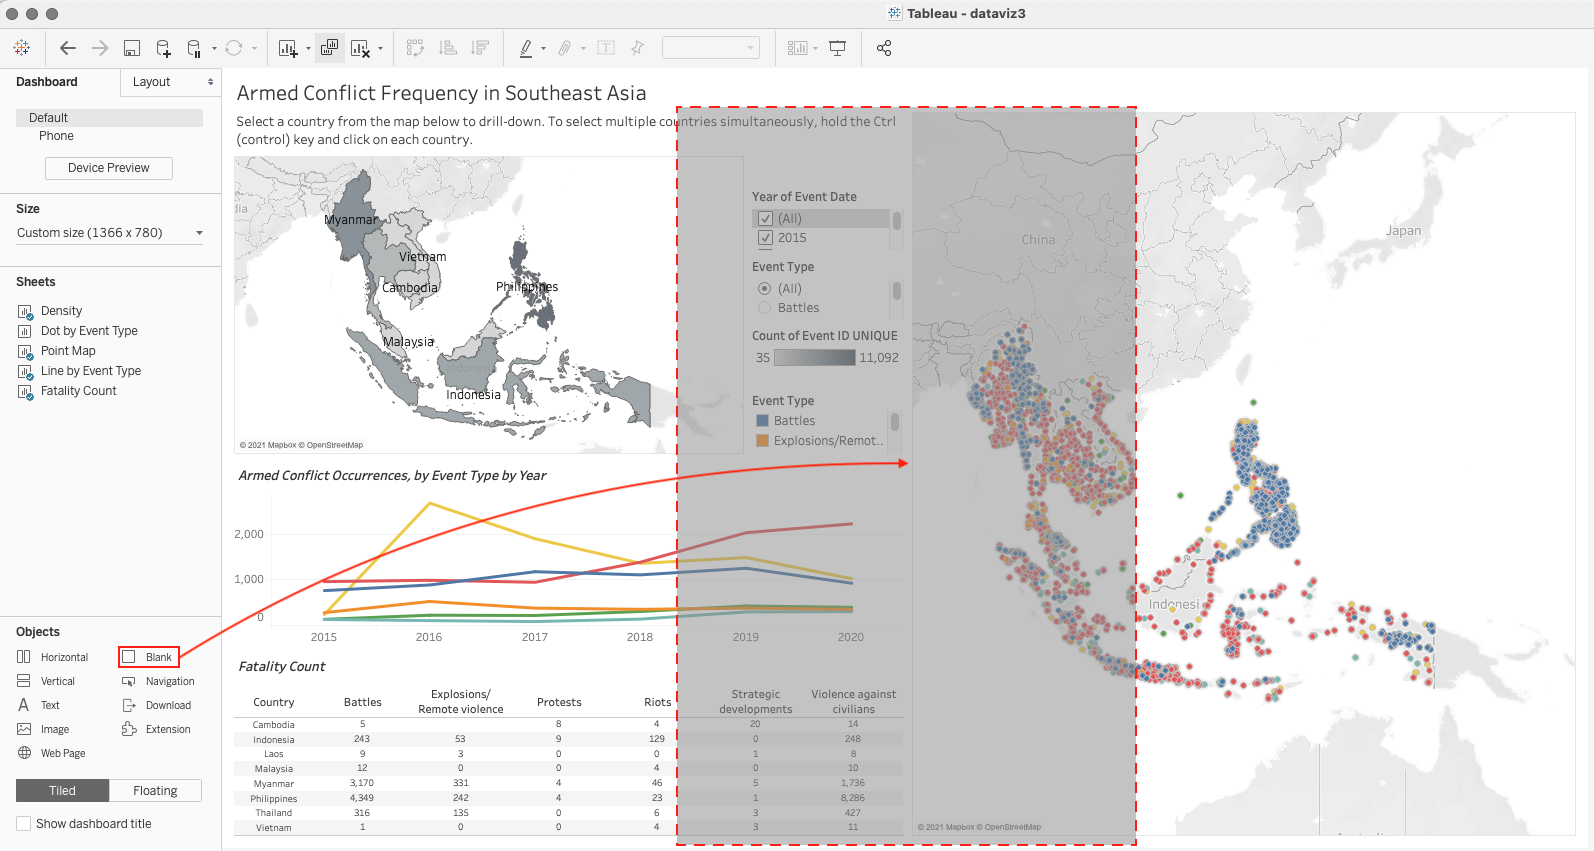 Tableau - dataviz3
Dashboard
Layout
Default
Phone
Device Preview
Size
Custom size (1366 x 780)
Sheets
Density
Dot by Event Type
Point Map
Line by Event Type
Fatality Count
Objects
Horizontal
Blank
Vertical
Navigation
Text
Download
Image
Extension
Web Page
Tiled
Floating
Show dashboard title
Armed Conflict Frequency in Southeast Asia
Select a country from the map below to drill-down. To select multiple countries simultaneously, hold the Ctrl
(control) key and click on each country.
dia
Myanmar
Vietnam
Cambodia
Philippines
Malaysia
Indonesia
Indonesia
© 2021 Mapbox © OpenStreetMap
Year of Event Date
(All)
2015
Event Type
(All)
Battles
Count of Event ID UNIQUE
35 11,092
Event Type
Battles
Explosions/Remot..
Armed Conflict Occurrences, by Event Type by Year
2,000
1,000
0
2015 2016 2017 2018 2019 2020
Fatality Count
Country Battles Explosions/ Remote violence Protests Riots Strategic developments Violence against civilians
Cambodia 5 8 4 20 14
Indonesia 243 53 9 129 0 248
Laos 9 3 0 0 1 8
Malaysia 12 0 0 4 0 10
Myanmar 3,170 331 4 46 5 1,736
Philippines 4,349 242 4 23 1 8,286
Thailand 316 135 0 6 3 427
Vietnam 1 0 0 4 3 11
China
Japan
Indonesi
© 2021 Mapbox © OpenStreetMap